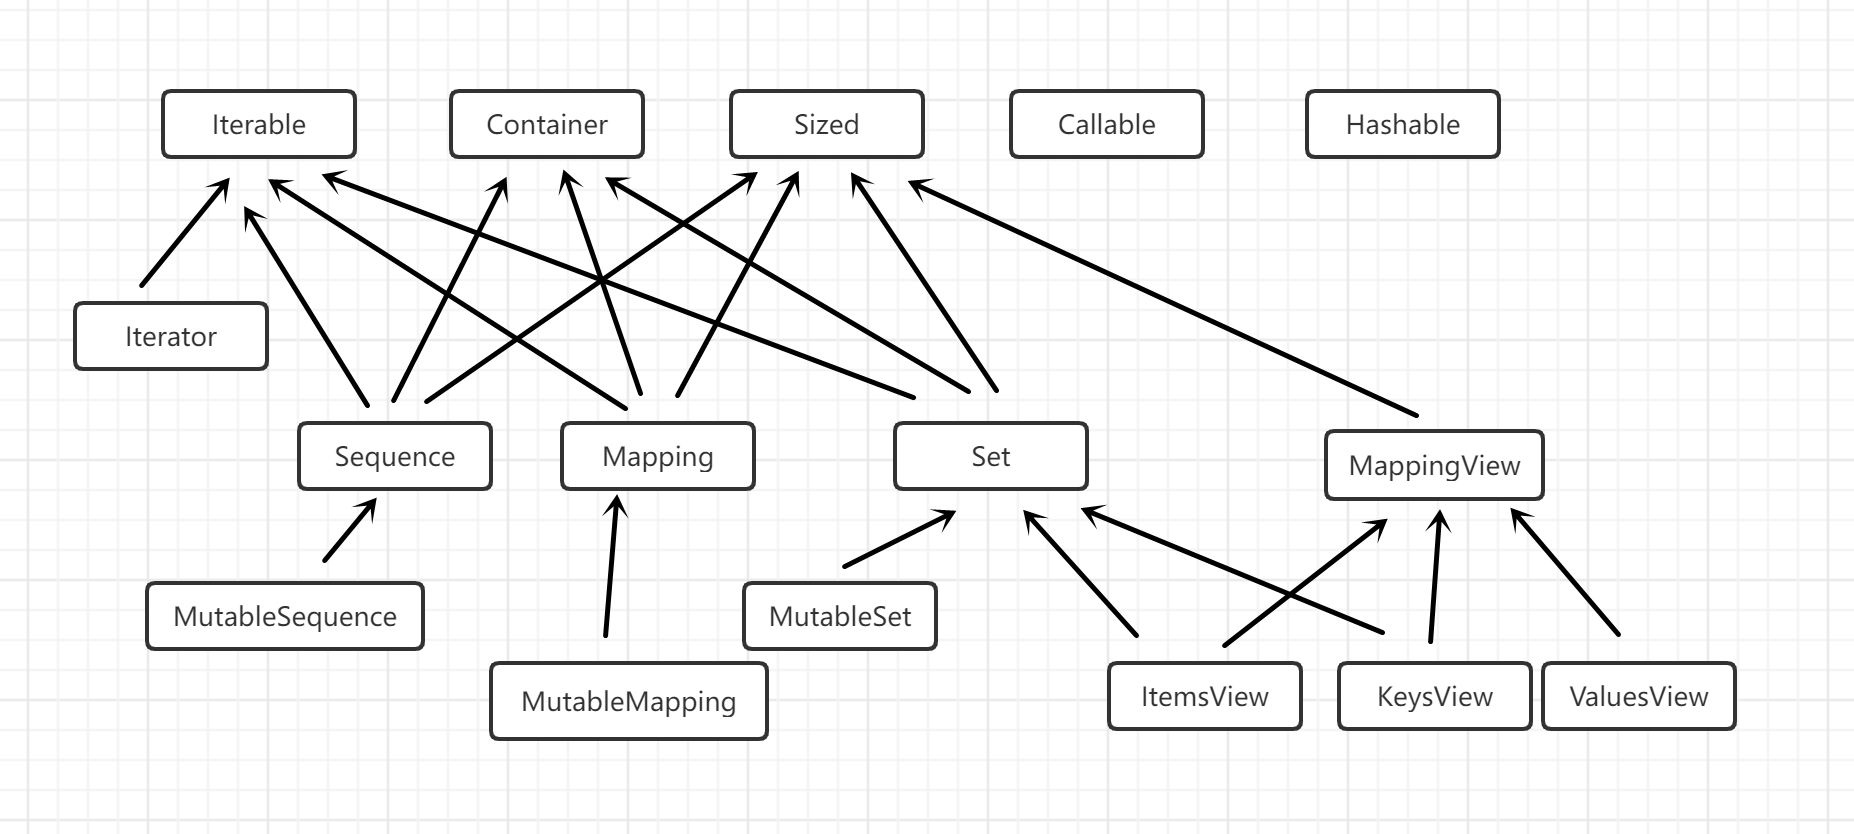 Iterable
Container
Sized
Callable
Hashable
Iterator
Sequence
Mapping
Set
MappingView
MutableSequence
MutableSet
MutableMapping
ItemsView
KeysView
ValuesView